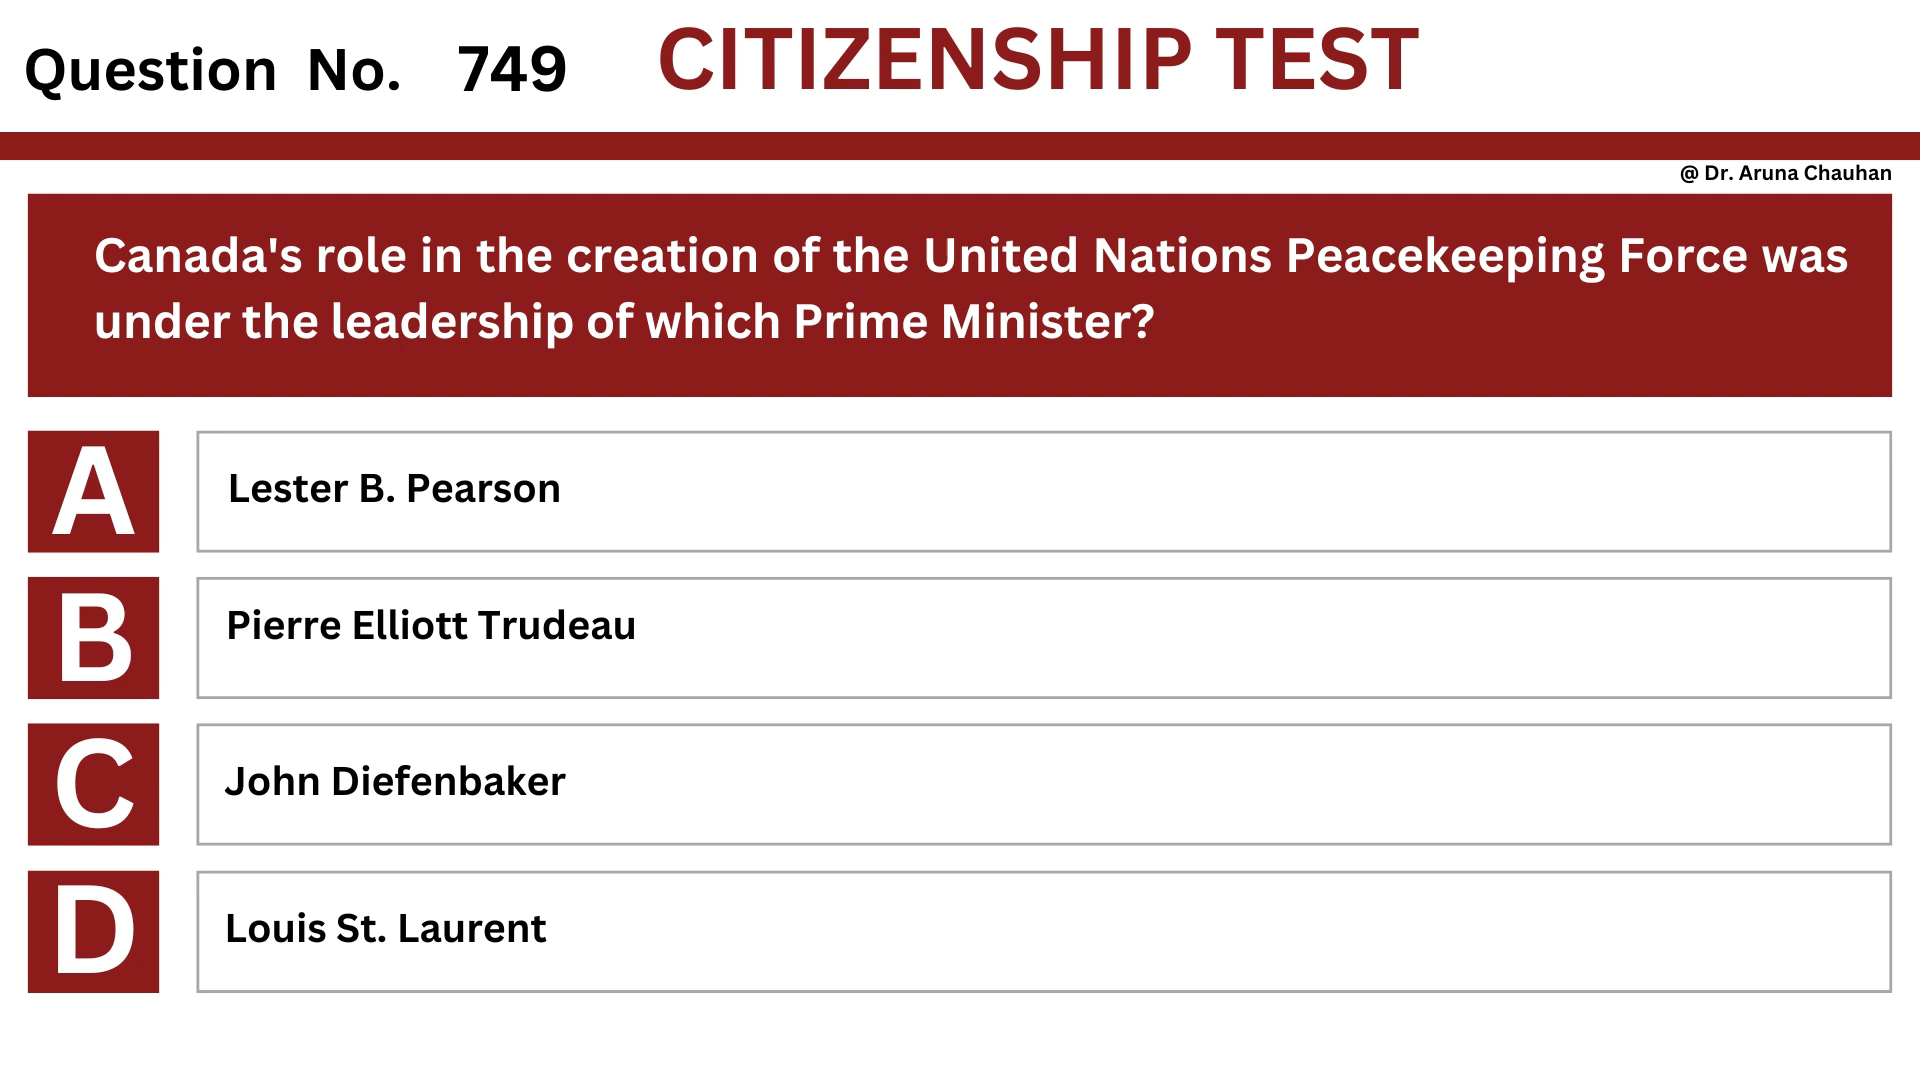 Question No. 749 CITIZENSHIP TEST
@ Dr. Aruna Chauhan
Canada's role in the creation of the United Nations Peacekeeping Force was
under the leadership of which Prime Minister?
A Lester B. Pearson
B Pierre Elliott Trudeau
C John Diefenbaker
D Louis St. Laurent